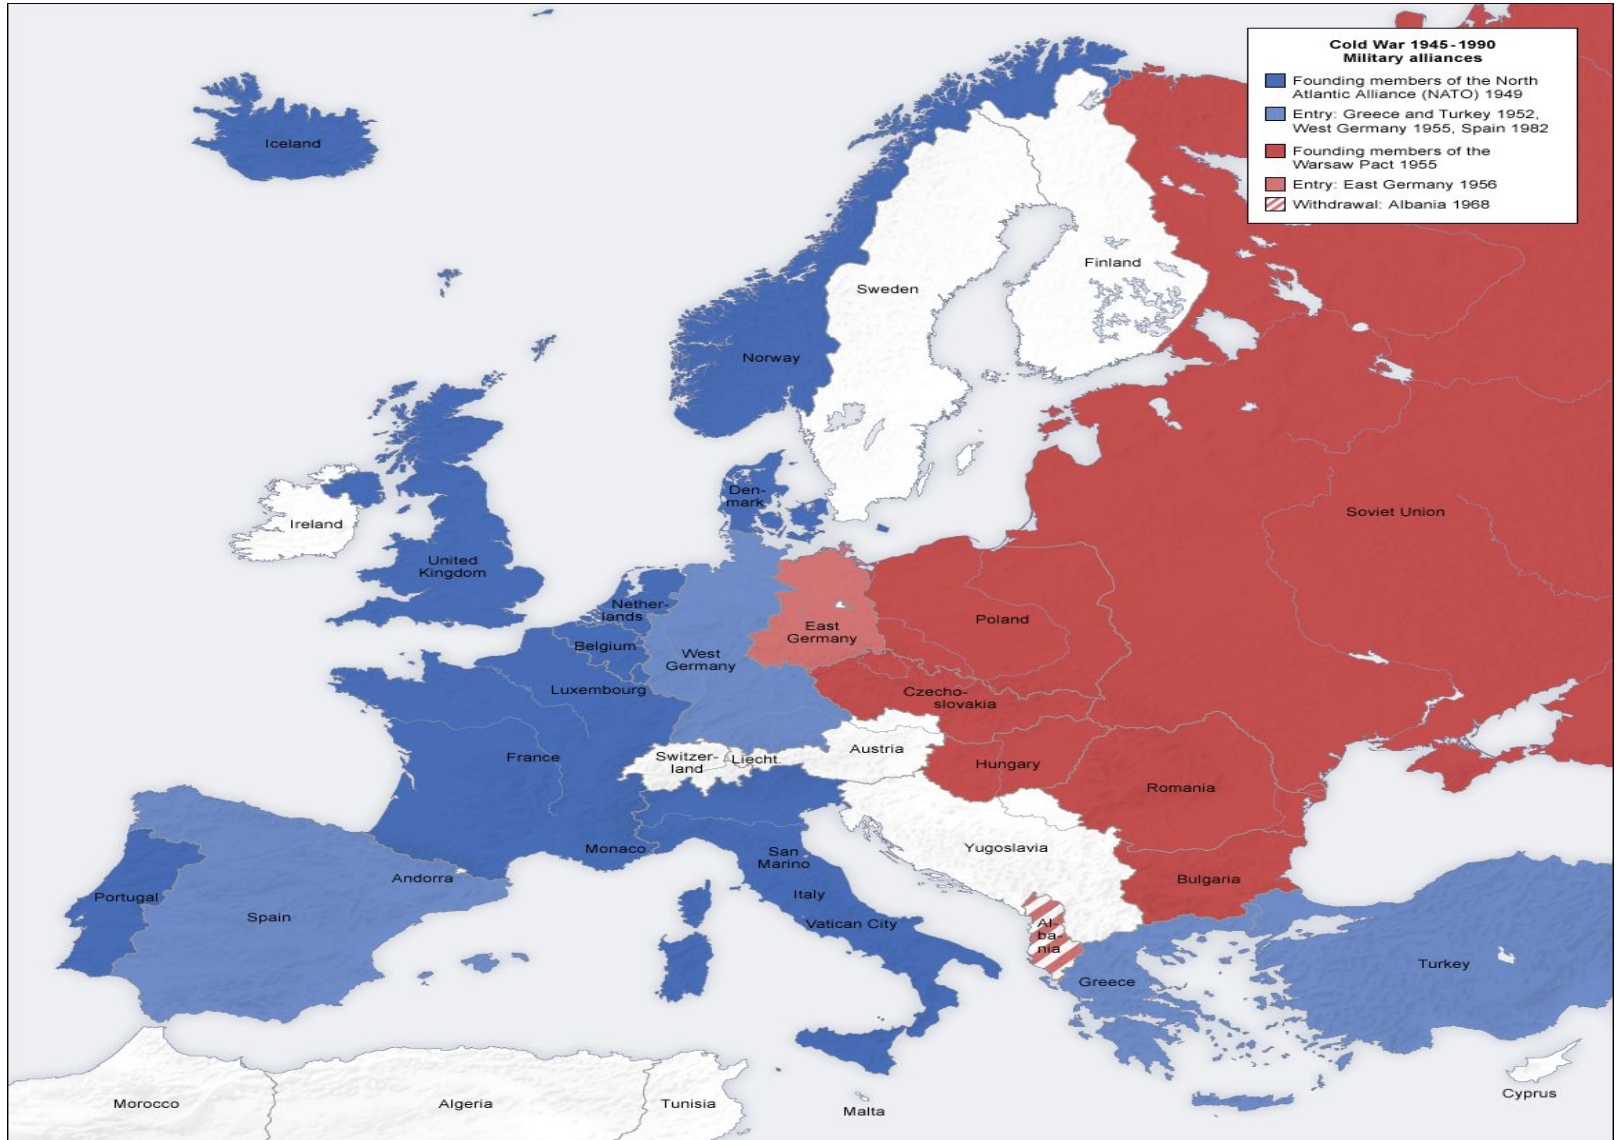 Cold War 1945-1990
Military alliances
Founding members of the North
Atlantic Alliance (NATO) 1949
Entry: Greece and Turkey 1952,
West Germany 1955, Spain 1982
Founding members of the
Warsaw Pact 1955
Entry: East Germany 1956
Withdrawal: Albania 1968
Iceland
Finland
Sweden
Norway
Den-
mark
Soviet Union
Ireland
United
Kingdom
Nether-
lands
Belgium
Luxembourg
West
Germany
East
Germany
Poland
Czecho-
slovakia
France
Switzer-
land
Liecht.
Austria
Hungary
Romania
Monaco
San
Marino
Yugoslavia
Bulgaria
Andorra
Portugal
Spain
Italy
Vatican City
Al-
ba-
nia
Greece
Turkey
Morocco
Algeria
Tunisia
Malta
Cyprus